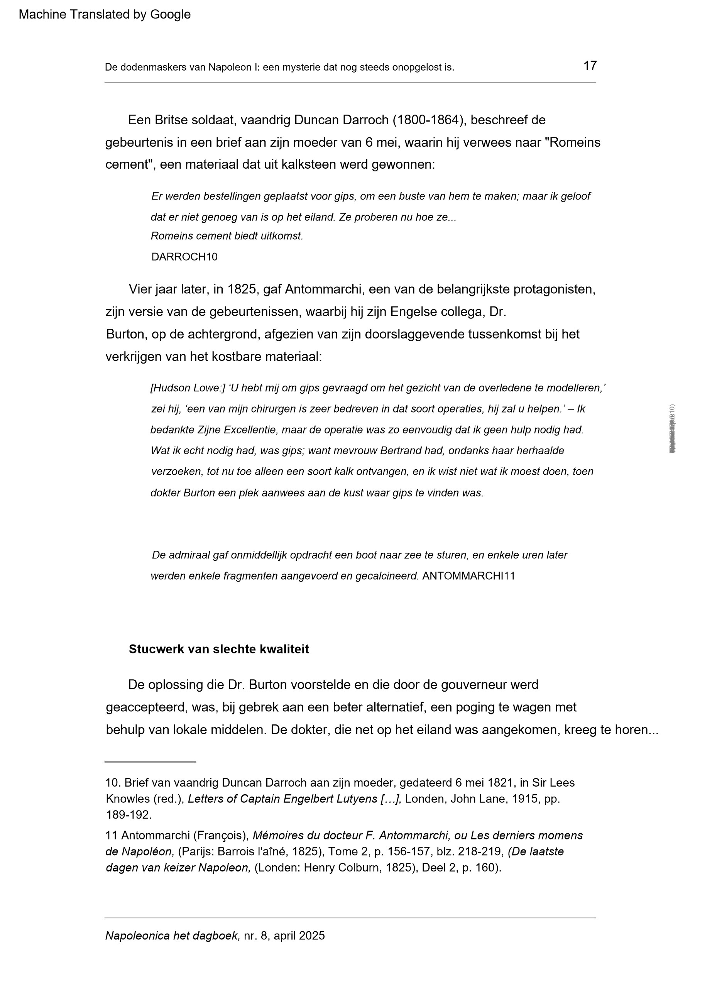 Machine Translated by Google
De dodenmaskers van Napoleon I: een mysterie dat nog steeds onopgelost is. 17
Een Britse soldaat, vaandrig Duncan Darroch (1800-1864), beschreef de
gebeurtenis in een brief aan zijn moeder van 6 mei, waarin hij verwees naar "Romeins
cement", een materiaal dat uit kalksteen werd gewonnen:
Er werden bestellingen geplaatst voor gips, om een buste van hem te maken; maar ik geloof
dat er niet genoeg van is op het eiland. Ze proberen nu hoe ze...
Romeins cement biedt uitkomst.
DARROCH10
Vier jaar later, in 1825, gaf Antommarchi, een van de belangrijkste protagonisten,
zijn versie van de gebeurtenissen, waarbij hij zijn Engelse collega, Dr.
Burton, op de achtergrond, afgezien van zijn doorslaggevende tussenkomst bij het
verkrijgen van het kostbare materiaal:
[Hudson Lowe:] ‘U hebt mij om gips gevraagd om het gezicht van de overledene te modelleren,’
zei hij, ‘een van mijn chirurgen is zeer bedreven in dat soort operaties, hij zal u helpen.’ – Ik
bedankte Zijne Excellentie, maar de operatie was zo eenvoudig dat ik geen hulp nodig had.
Wat ik echt nodig had, was gips; want mevrouw Bertrand had, ondanks haar herhaalde
verzoeken, tot nu toe alleen een soort kalk ontvangen, en ik wist niet wat ik moest doen, toen
dokter Burton een plek aanwees aan de kust waar gips te vinden was.
De admiraal gaf onmiddellijk opdracht een boot naar zee te sturen, en enkele uren later
werden enkele fragmenten aangevoerd en gecalcineerd. ANTOMMARCHI11
Stucwerk van slechte kwaliteit
De oplossing die Dr. Burton voorstelde en die door de gouverneur werd
geaccepteerd, was, bij gebrek aan een beter alternatief, een poging te wagen met
behulp van lokale middelen. De dokter, die net op het eiland was aangekomen, kreeg te horen...
10. Brief van vaandrig Duncan Darroch aan zijn moeder, gedateerd 6 mei 1821, in Sir Lees
Knowles (red.), Letters of Captain Engelbert Lutyens […], Londen, John Lane, 1915, pp.
189-192.
11 Antommarchi (François), Mémoires du docteur F. Antommarchi, ou Les derniers momens
de Napoléon, (Parijs: Barrois l'aîné, 1825), Tome 2, p. 156-157, blz. 218-219, (De laatste
dagen van keizer Napoleon, (Londen: Henry Colburn, 1825), Deel 2, p. 160).
Napoleonica het dagboek, nr. 8, april 2025